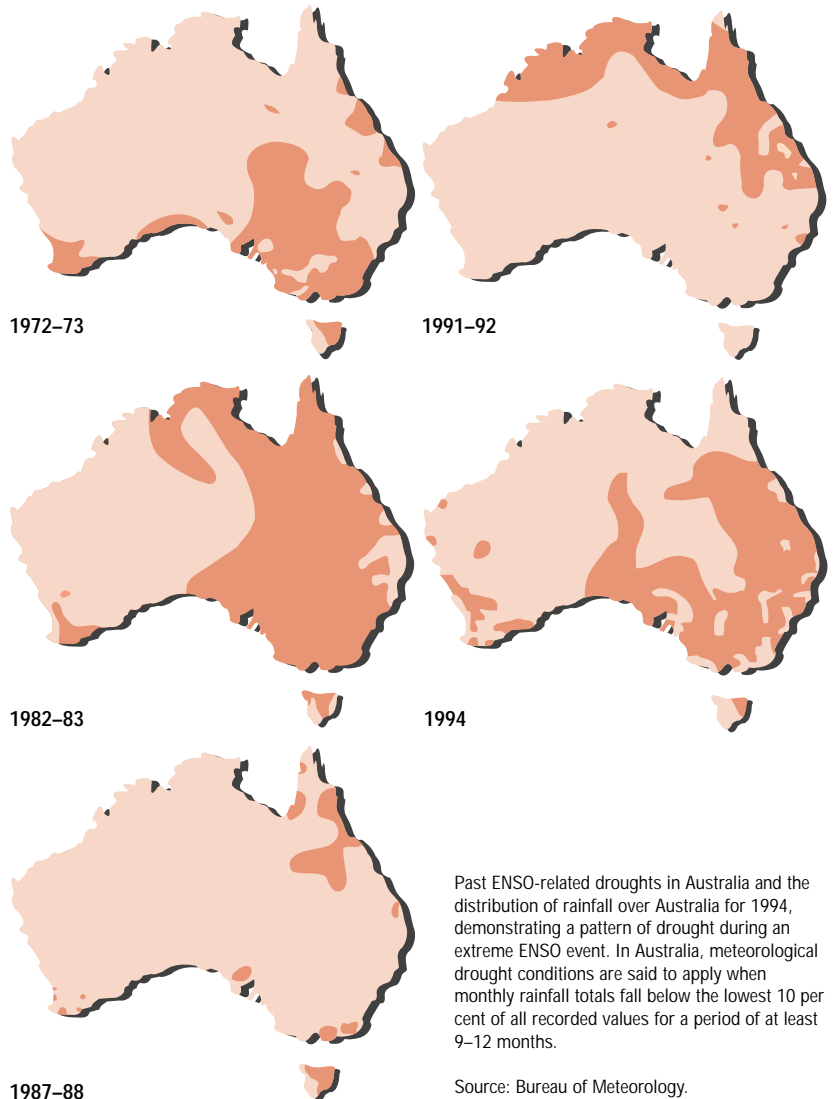 1972–73
1991–92
1982–83
1994
1987–88
Past ENSO-related droughts in Australia and the
distribution of rainfall over Australia for 1994,
demonstrating a pattern of drought during an
extreme ENSO event. In Australia, meteorological
drought conditions are said to apply when
monthly rainfall totals fall below the lowest 10 per
cent of all recorded values for a period of at least
9–12 months.
Source: Bureau of Meteorology.